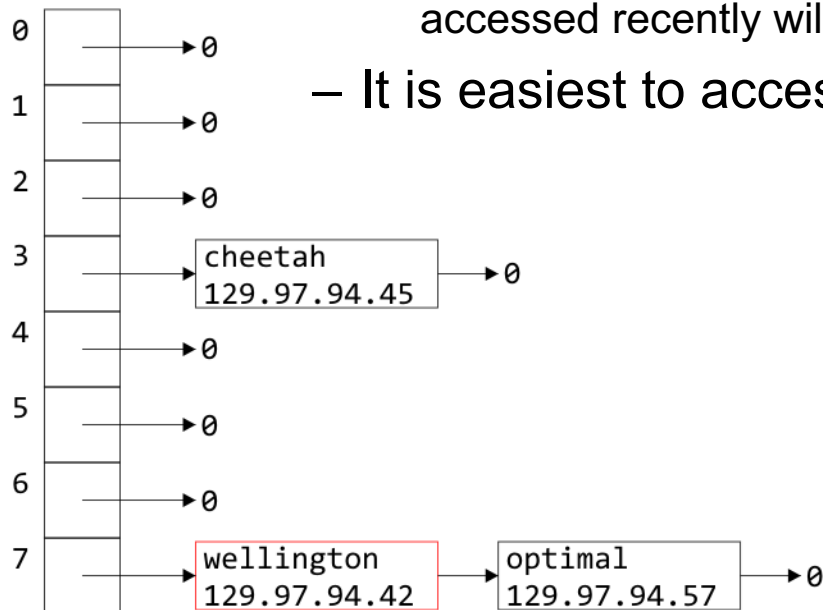 accessed recently wil
– It is easiest to acces
0 0
1 0
2 0
3 cheetah
129.97.94.45 0
4 0
5 0
6 0
7 wellington optimal
129.97.94.42 129.97.94.57 0